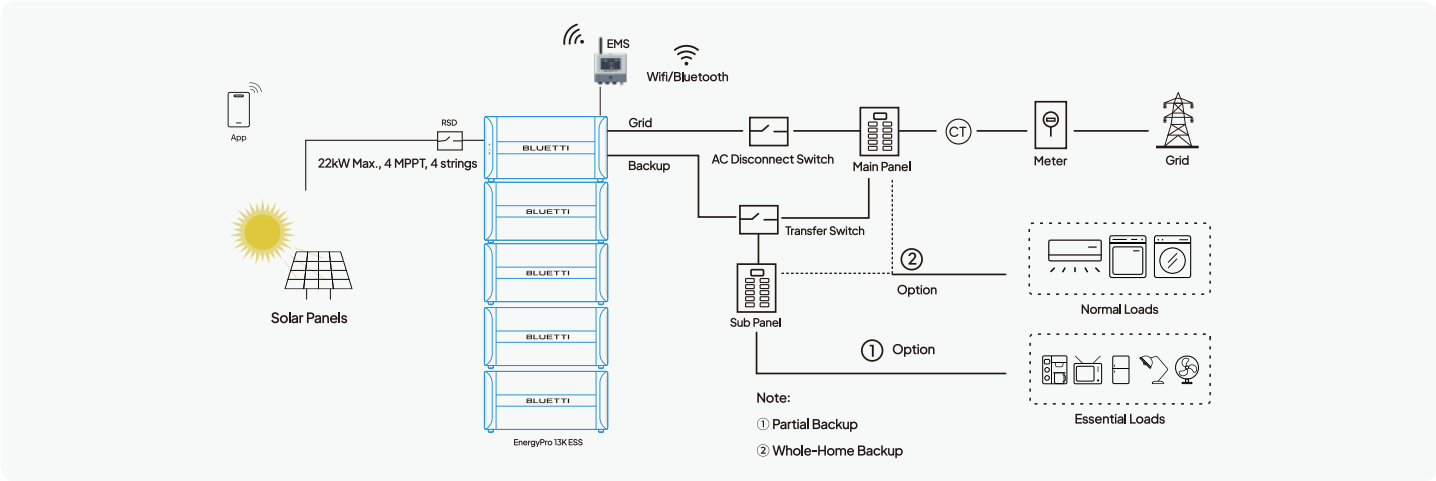 EMS
Wifi/Bluetooth
App
RSD
22kW Max., 4 MPPT, 4 strings
Solar Panels
BLUETTI
BLUETTI
BLUETTI
BLUETTI
BLUETTI
EnergyPro 13K ESS
Grid
Backup
AC Disconnect Switch
Main Panel
CT
Meter
Grid
Transfer Switch
Sub Panel
②
Option
Normal Loads
① Option
Essential Loads
Note:
① Partial Backup
② Whole-Home Backup